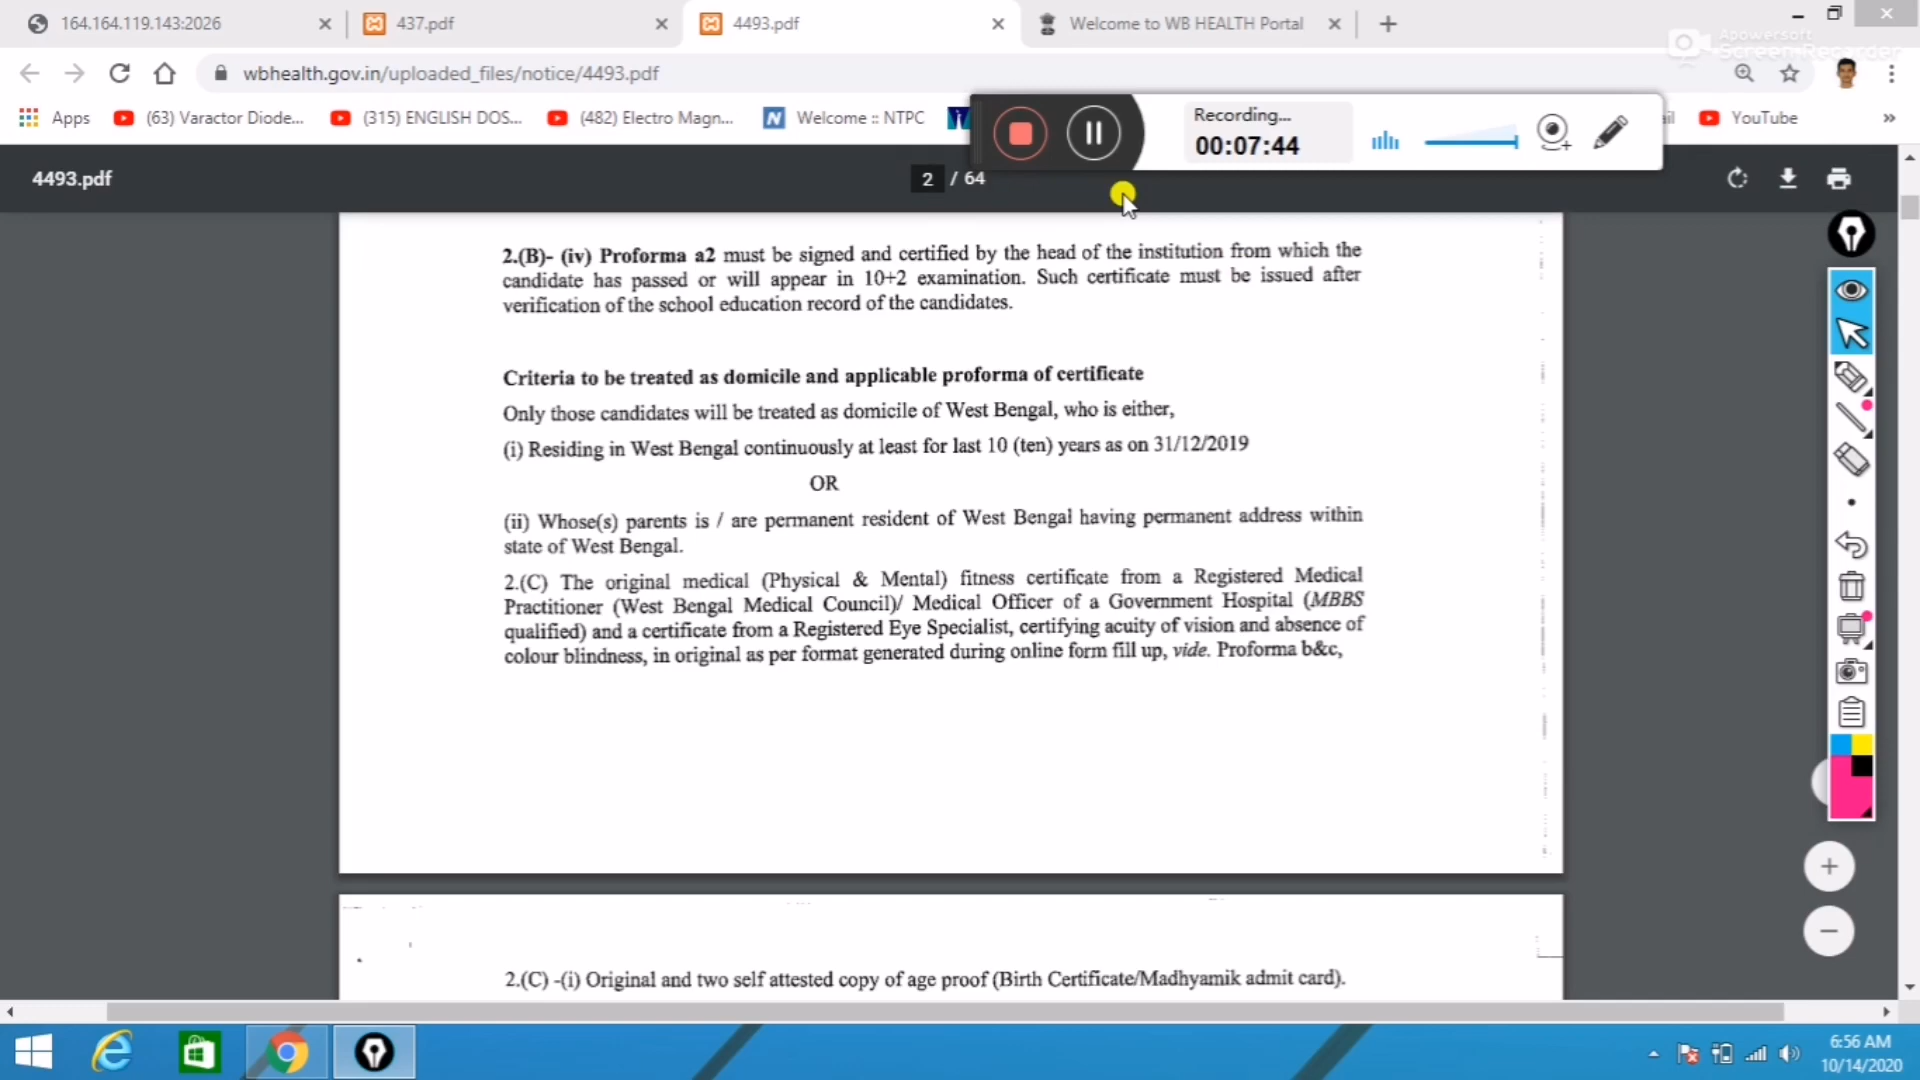 164.164.119.143:2026
437.pdf
4493.pdf
Welcome to WB HEALTH Portal
Apowersoft
Screen Recorder
wbhealth.gov.in/uploaded_files/notice/4493.pdf
Apps
(63) Varactor Diode...
(315) ENGLISH DOS...
(482) Electro Magn...
Welcome :: NTPC
YouTube
»
Recording...
00:07:44
4493.pdf
2 / 64
2.(B)- (iv) Proforma a2 must be signed and certified by the head of the institution from which the
candidate has passed or will appear in 10+2 examination. Such certificate must be issued after
verification of the school education record of the candidates.
Criteria to be treated as domicile and applicable proforma of certificate
Only those candidates will be treated as domicile of West Bengal, who is either,
(i) Residing in West Bengal continuously at least for last 10 (ten) years as on 31/12/2019
OR
(ii) Whose(s) parents is / are permanent resident of West Bengal having permanent address within
state of West Bengal.
2.(C) The original medical (Physical & Mental) fitness certificate from a Registered Medical
Practitioner (West Bengal Medical Council)/ Medical Officer of a Government Hospital (MBBS
qualified) and a certificate from a Registered Eye Specialist, certifying acuity of vision and absence of
colour blindness, in original as per format generated during online form fill up, vide. Proforma b&c,
2.(C) -(i) Original and two self attested copy of age proof (Birth Certificate/Madhyamik admit card).
6:56 AM
10/14/2020